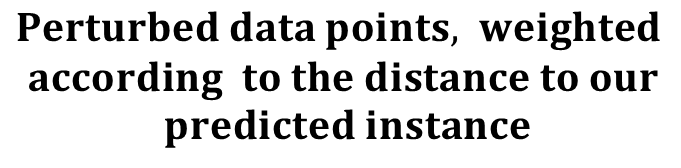 Perturbed data points, weighted
according to the distance to our
predicted instance